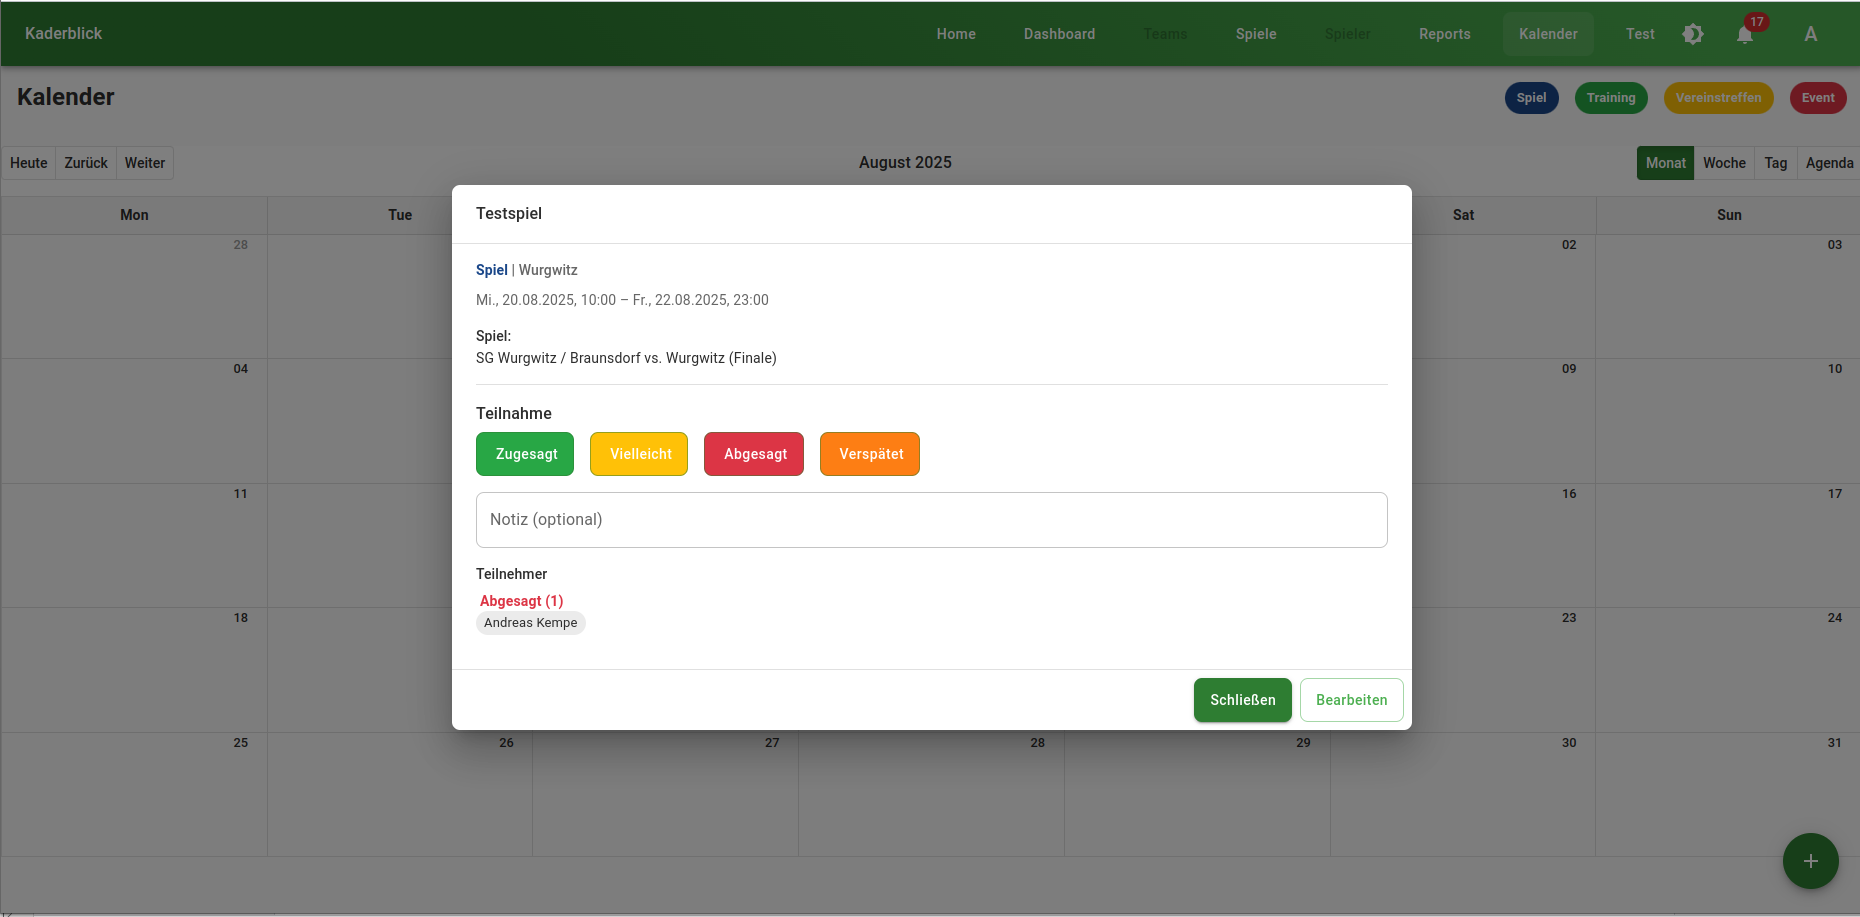 Kaderblick Home Dashboard Teams Spiele Spieler Reports Kalender Test 17 A
Kalender Spiel Training Vereinstreffen Event
Heute Zurück Weiter August 2025 Monat Woche Tag Agenda
Mon Tue Sat Sun
28 02 03
04 09 10
11 16 17
18 23 24
25 26 27 28 29 30 31
Testspiel
Spiel | Wurgwitz
Mi., 20.08.2025, 10:00 – Fr., 22.08.2025, 23:00
Spiel:
SG Wurgwitz / Braunsdorf vs. Wurgwitz (Finale)
Teilnahme
Zugesagt Vielleicht Abgesagt Verspätet
Notiz (optional)
Teilnehmer
Abgesagt (1)
Andreas Kempe
Schließen Bearbeiten
+